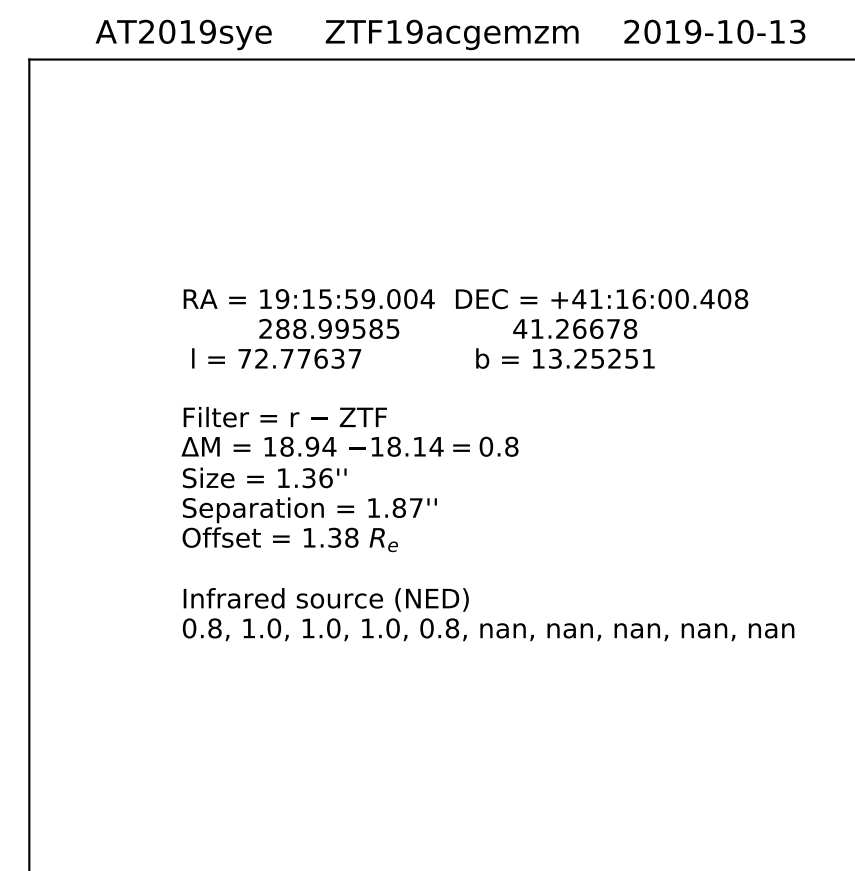 AT2019sye ZTF19acgemzm 2019-10-13
RA = 19:15:59.004 DEC = +41:16:00.408
288.99585 41.26678
l = 72.77637 b = 13.25251
Filter = r − ZTF
ΔM = 18.94 −18.14 = 0.8
Size = 1.36''
Separation = 1.87''
Offset = 1.38 Re
Infrared source (NED)
0.8, 1.0, 1.0, 1.0, 0.8, nan, nan, nan, nan, nan